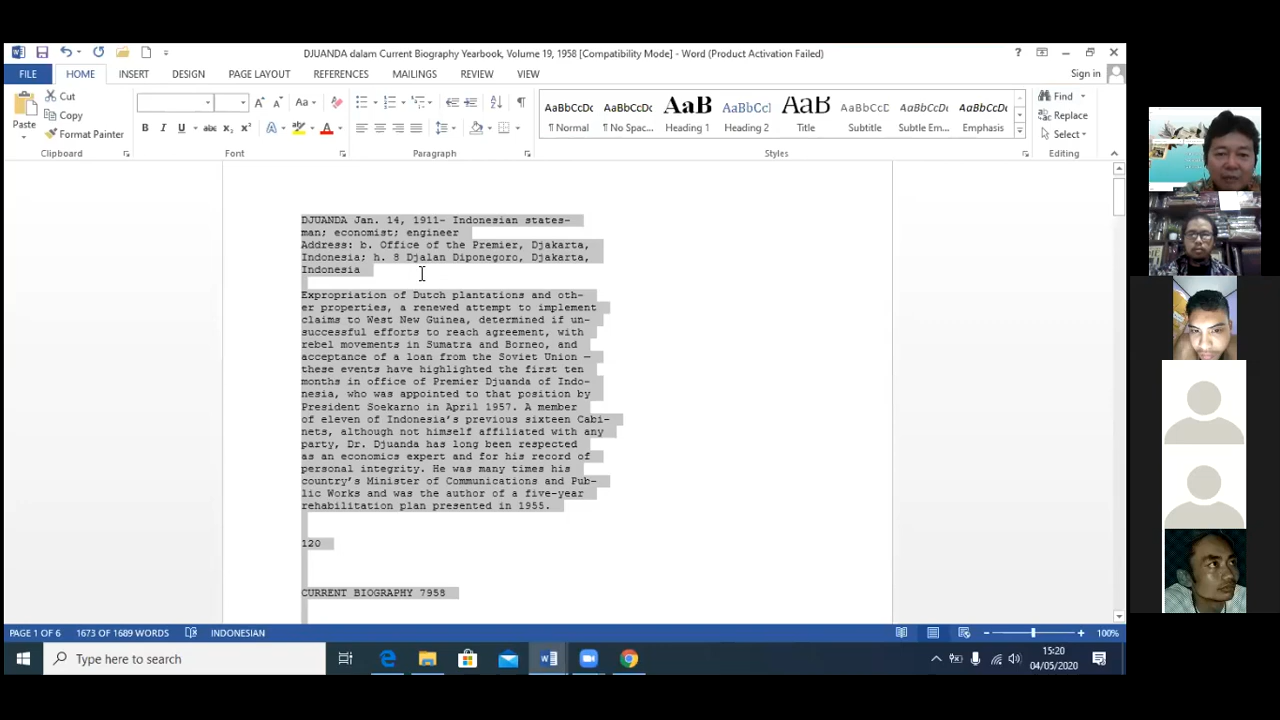 DJUANDA dalam Current Biography Yearbook, Volume 19, 1958 [Compatibility Mode] - Word (Product Activation Failed)
FILE HOME INSERT DESIGN PAGE LAYOUT REFERENCES MAILINGS REVIEW VIEW Sign in
Paste
Cut
Copy
Format Painter
Clipboard
Font
Paragraph
AaBbCcDc AaBbCcDc AaB AaBbCcI AaB AaBbCcD AaBbCcDc AaBbCcDc
¶ Normal ¶ No Spac... Heading 1 Heading 2 Title Subtitle Subtle Em... Emphasis
Styles
Find
Replace
Select
Editing
DJUANDA Jan. 14, 1911- Indonesian states-
man; economist; engineer
Address: b. Office of the Premier, Djakarta,
Indonesia; h. 8 Djalan Diponegoro, Djakarta,
Indonesia
Expropriation of Dutch plantations and oth-
er properties, a renewed attempt to implement
claims to West New Guinea, determined if un-
successful efforts to reach agreement, with
rebel movements in Sumatra and Borneo, and
acceptance of a loan from the Soviet Union —
these events have highlighted the first ten
months in office of Premier Djuanda of Indo-
nesia, who was appointed to that position by
President Soekarno in April 1957. A member
of eleven of Indonesia's previous sixteen Cabi-
nets, although not himself affiliated with any
party, Dr. Djuanda has long been respected
as an economics expert and for his record of
personal integrity. He was many times his
country's Minister of Communications and Pub-
lic Works and was the author of a five-year
rehabilitation plan presented in 1955.
120
CURRENT BIOGRAPHY 7958
PAGE 1 OF 6 1673 OF 1689 WORDS INDONESIAN 100%
Type here to search
15:20
04/05/2020